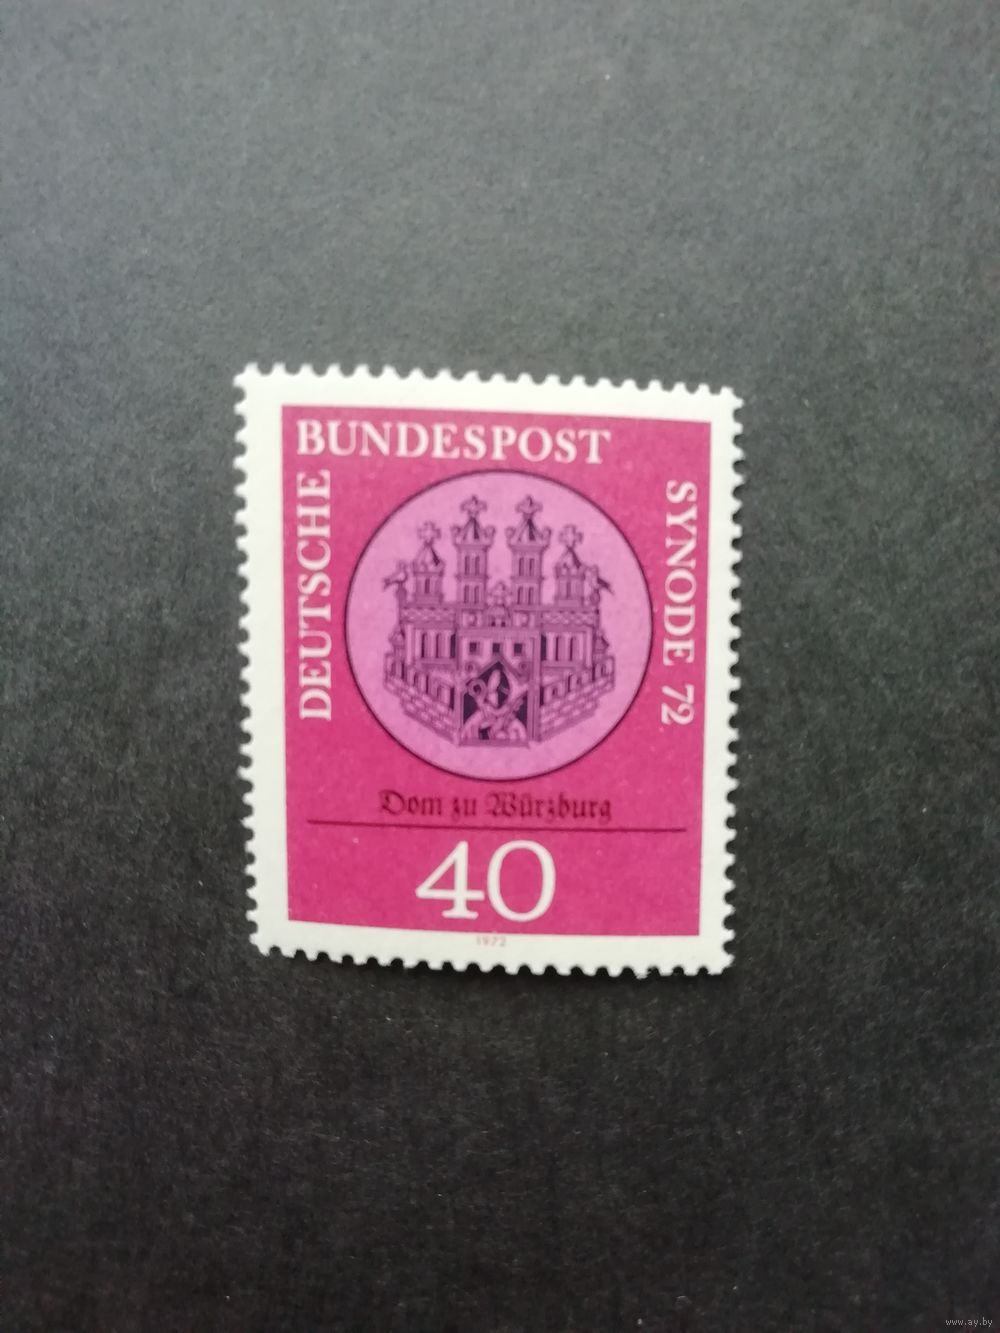 DEUTSCHE
BUNDESPOST
SYNODE 72
Dom zu Würzburg
40
1972
www.ay.by